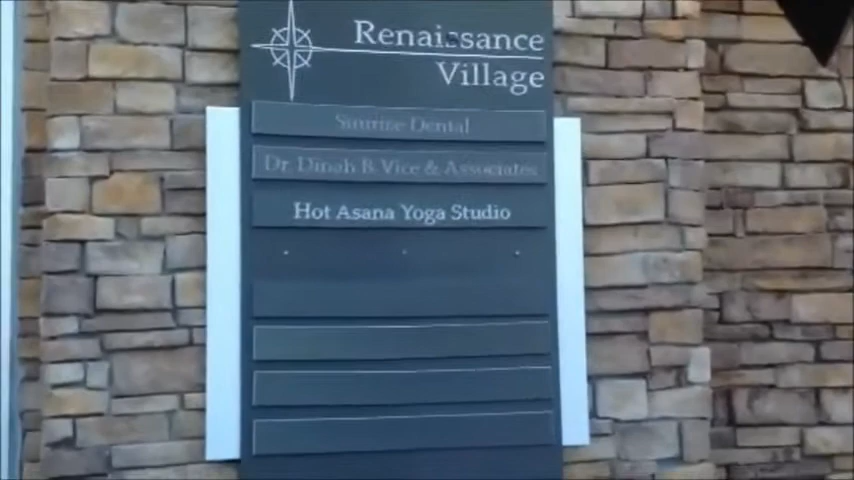 Renaissance
Village
Sunrise Dental
Dr. Dinah B. Vice & Associates
Hot Asana Yoga Studio